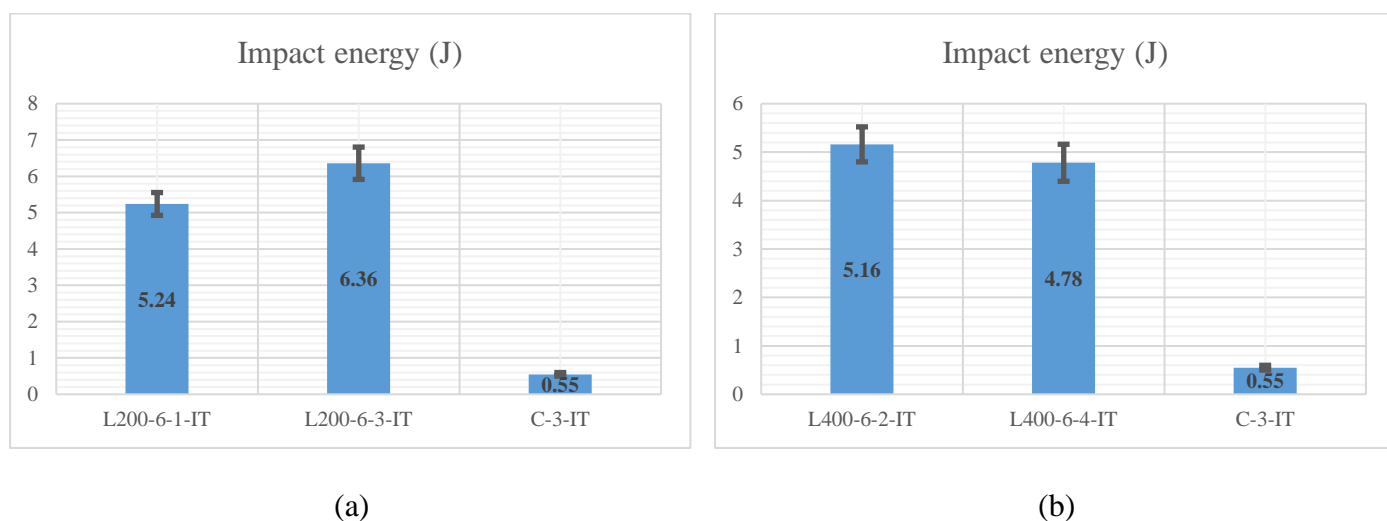 Impact energy (J)
8
7
6
5
4
3
2
1
0
5.24
6.36
0.55
L200-6-1-IT
L200-6-3-IT
C-3-IT
(a)
Impact energy (J)
6
5
4
3
2
1
0
5.16
4.78
0.55
L400-6-2-IT
L400-6-4-IT
C-3-IT
(b)